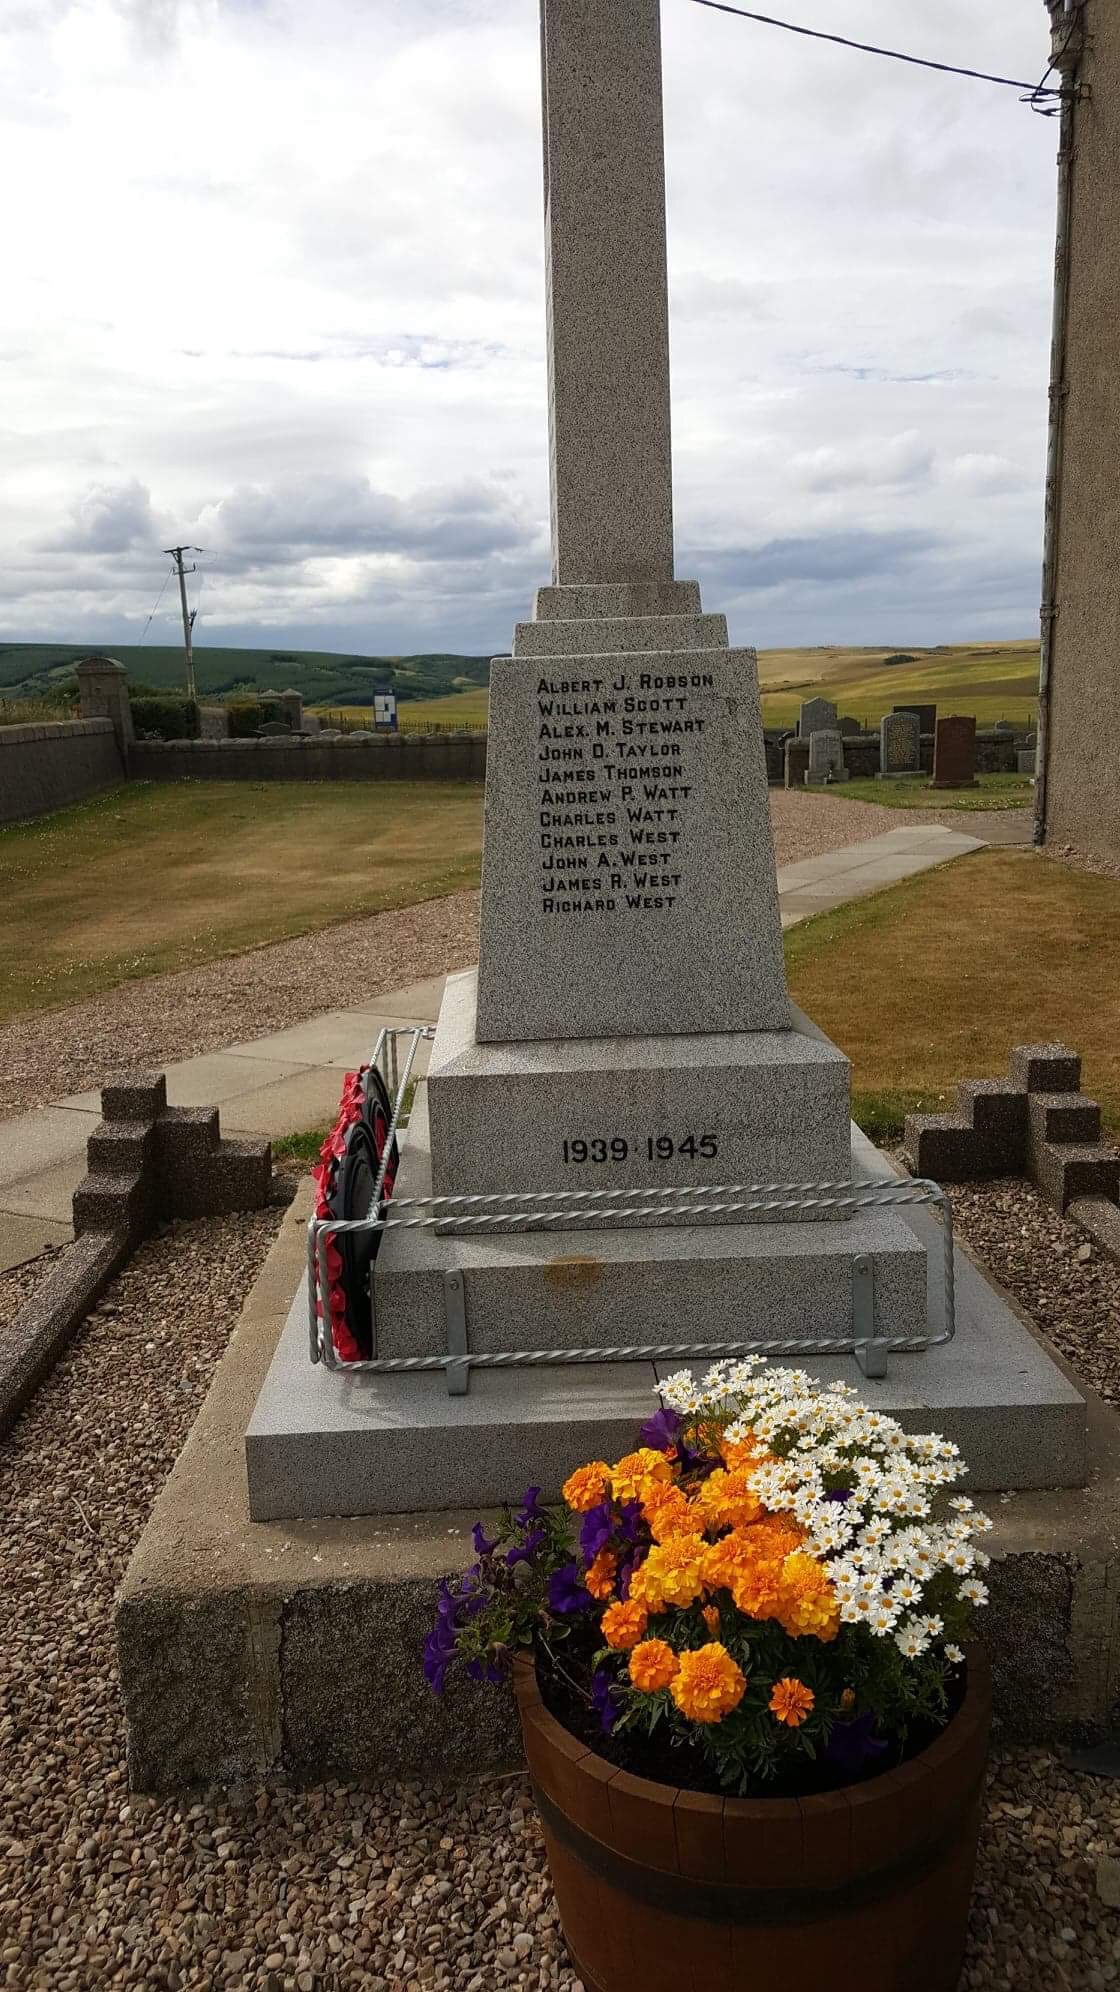 ALBERT J. ROBSON
WILLIAM SCOTT
ALEX. M. STEWART
JOHN D. TAYLOR
JAMES THOMSON
ANDREW P. WATT
CHARLES WATT
CHARLES WEST
JOHN A. WEST
JAMES R. WEST
RICHARD WEST
1939·1945